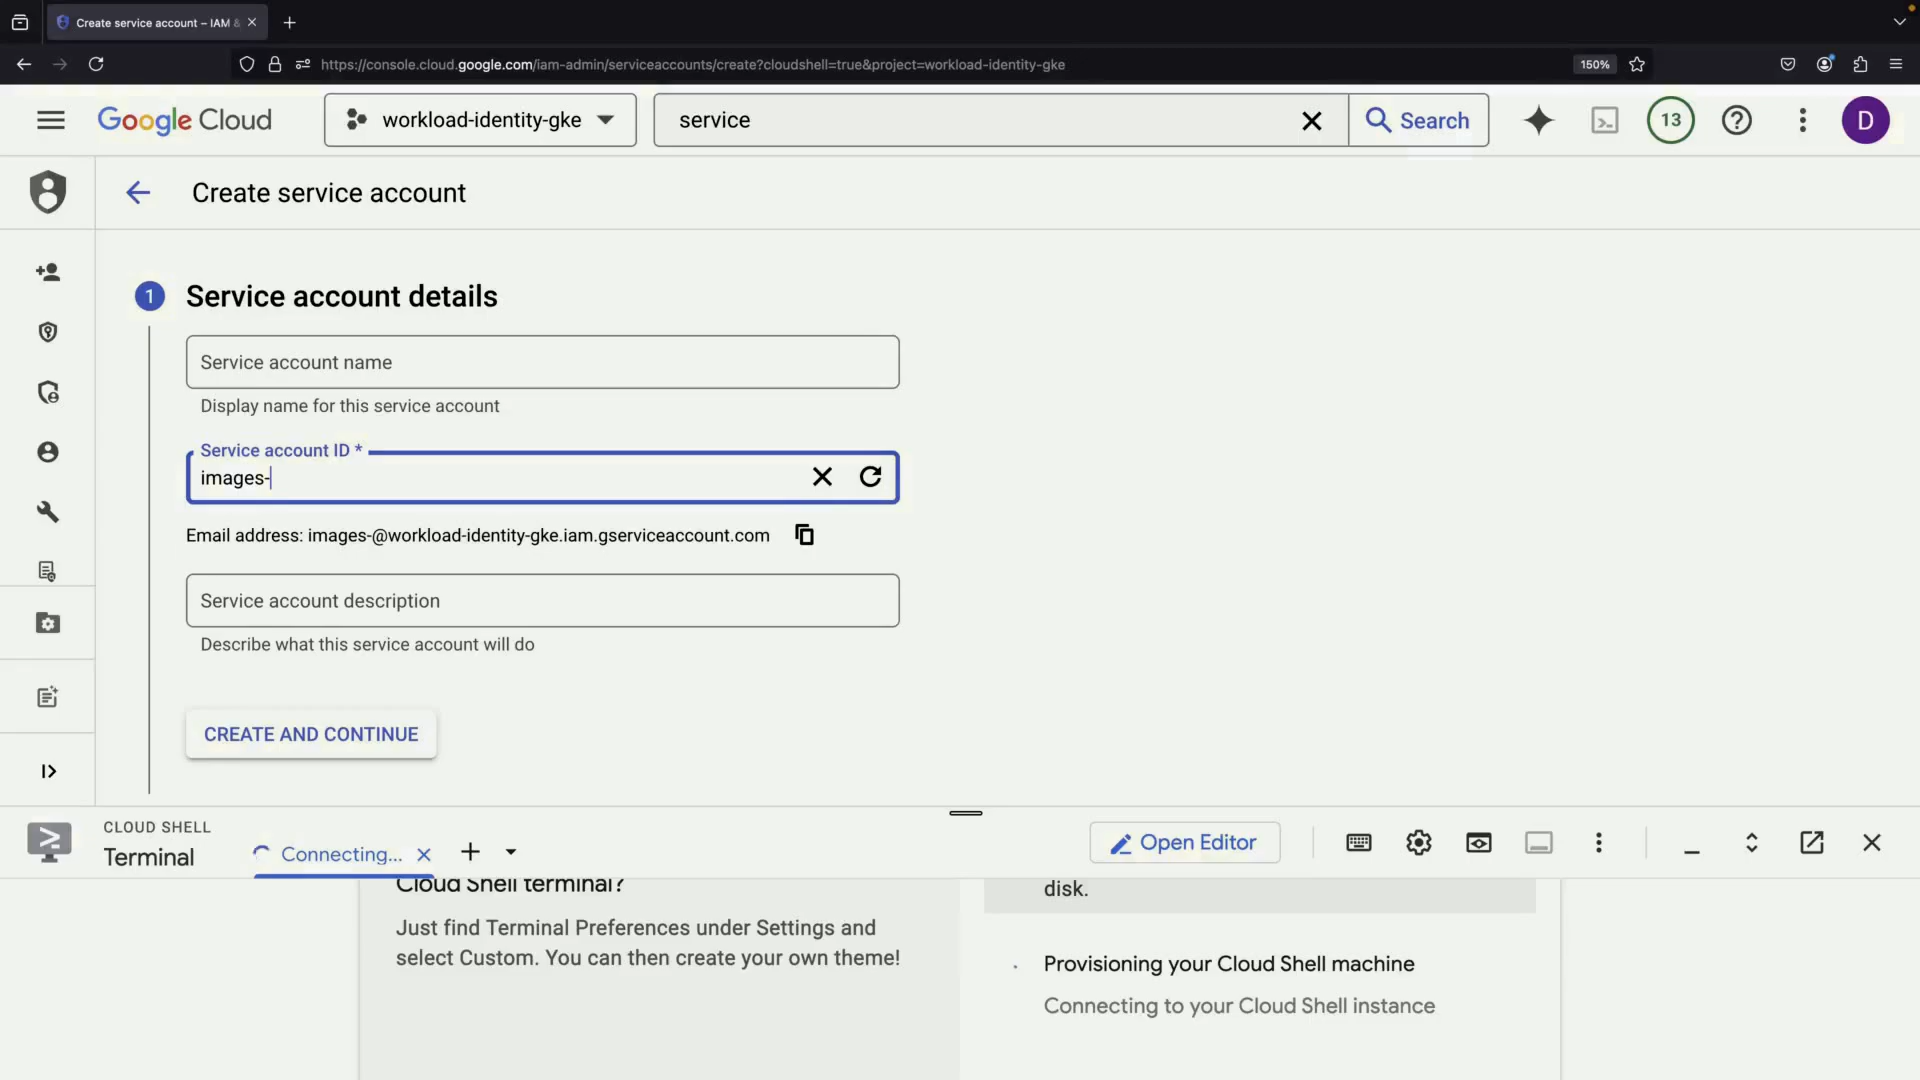 Create service account – IAM &
https://console.cloud.google.com/iam-admin/serviceaccounts/create?cloudshell=true&project=workload-identity-gke
150%
Google Cloud
workload-identity-gke
service
Search
13
D
Create service account
1
Service account details
Service account name
Display name for this service account
Service account ID *
images-
Email address: images-@workload-identity-gke.iam.gserviceaccount.com
Service account description
Describe what this service account will do
CREATE AND CONTINUE
CLOUD SHELL
Terminal
Connecting...
Open Editor
Cloud Shell terminal?
Just find Terminal Preferences under Settings and
select Custom. You can then create your own theme!
disk.
Provisioning your Cloud Shell machine
Connecting to your Cloud Shell instance